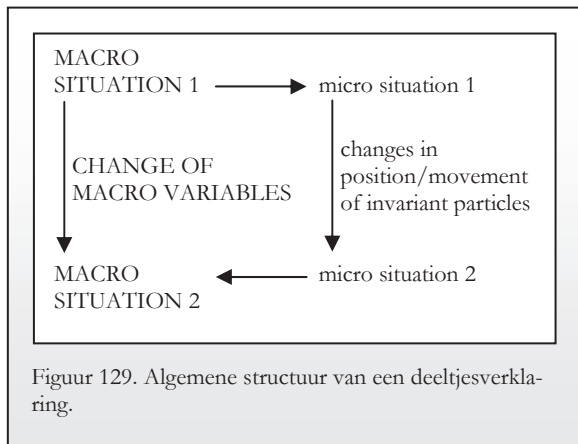 MACRO
SITUATION 1
micro situation 1
CHANGE OF
MACRO VARIABLES
changes in
position/movement
of invariant particles
MACRO
SITUATION 2
micro situation 2
Figuur 129. Algemene structuur van een deeltjesverkla-
ring.